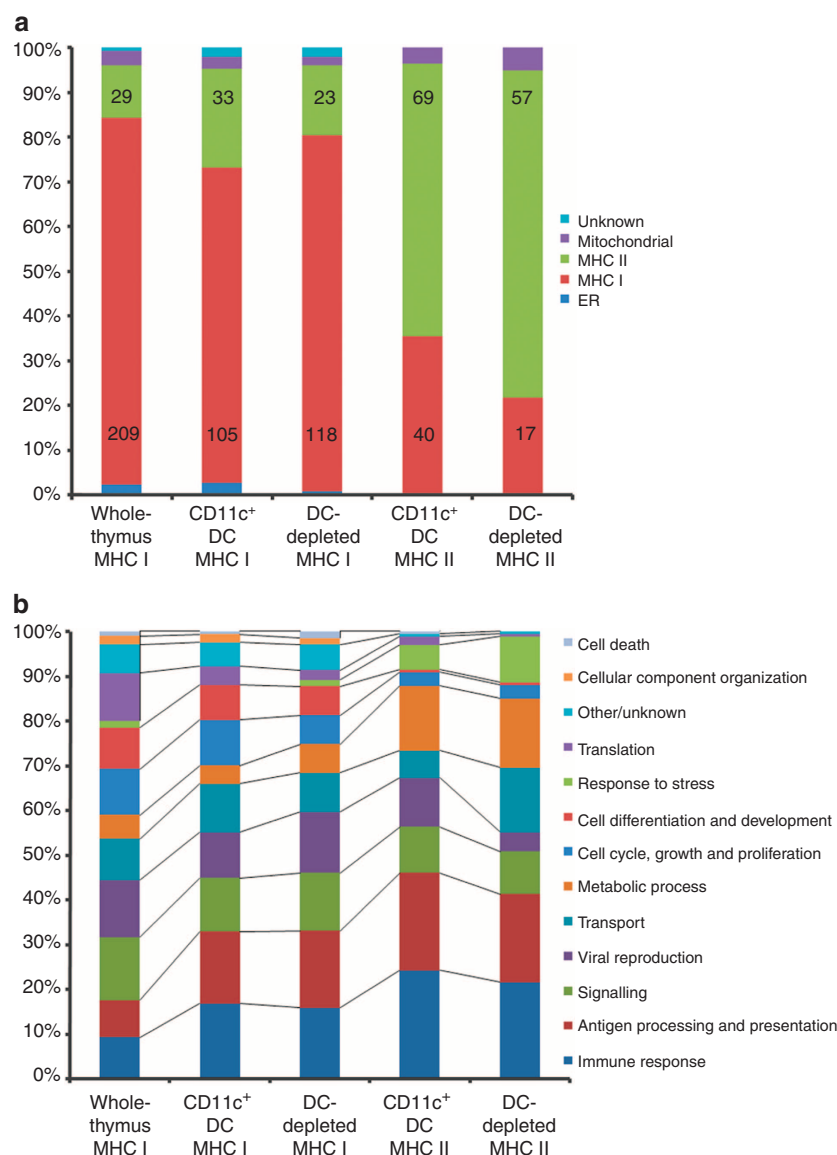 a
100%
90%
80%
70%
60%
50%
40%
30%
20%
10%
0%
29
33
23
69
57
209
105
118
40
17
Unknown
Mitochondrial
MHC II
MHC I
ER
Whole-
thymus
MHC I
CD11c⁺
DC
MHC I
DC-
depleted
MHC I
CD11c⁺
DC
MHC II
DC-
depleted
MHC II
b
100%
90%
80%
70%
60%
50%
40%
30%
20%
10%
0%
Cell death
Cellular component organization
Other/unknown
Translation
Response to stress
Cell differentiation and development
Cell cycle, growth and proliferation
Metabolic process
Transport
Viral reproduction
Signalling
Antigen processing and presentation
Immune response
Whole-
thymus
MHC I
CD11c⁺
DC
MHC I
DC-
depleted
MHC I
CD11c⁺
DC
MHC II
DC-
depleted
MHC II